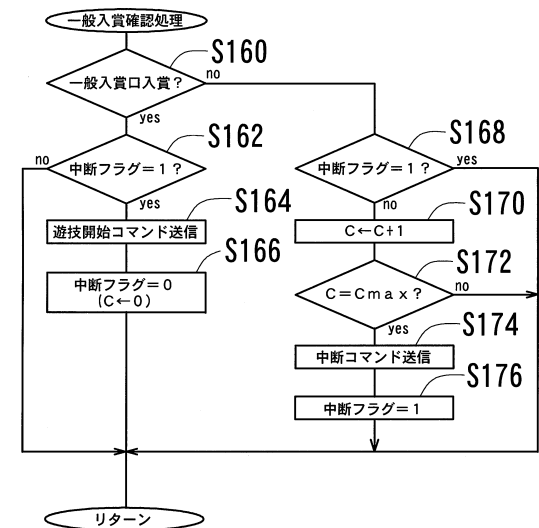 一般入賞確認処理
S160
一般入賞口入賞？
no
yes
S162
中断フラグ＝１？
no
yes
S164
遊技開始コマンド送信
S166
中断フラグ＝０
（Ｃ←０）
S168
中断フラグ＝１？
yes
no
S170
Ｃ←Ｃ+１
S172
Ｃ＝Ｃｍａｘ？
no
yes
S174
中断コマンド送信
S176
中断フラグ＝１
リターン